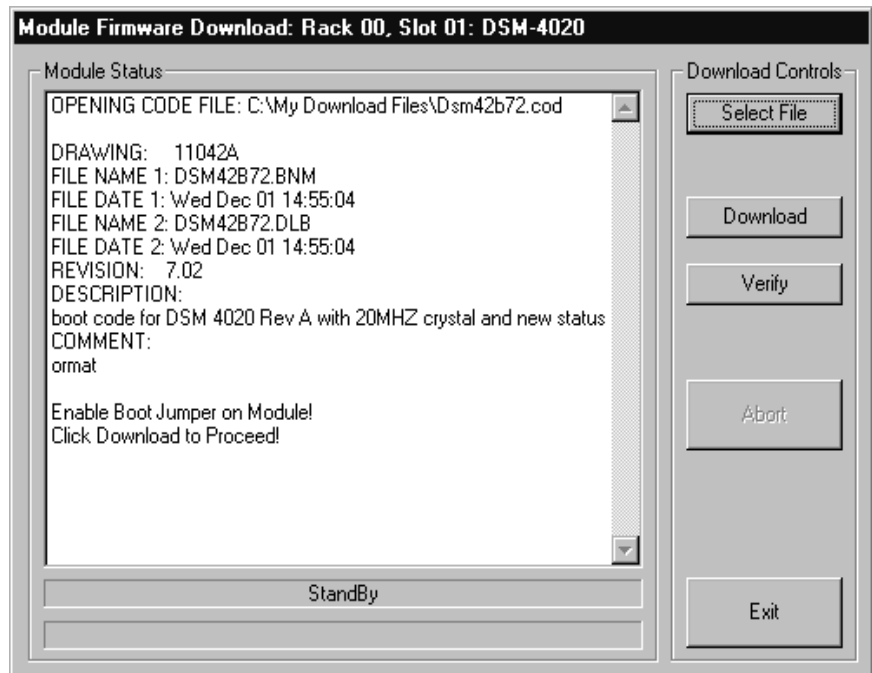 Module Firmware Download: Rack 00, Slot 01: DSM-4020
Module Status
OPENING CODE FILE: C:\My Download Files\Dsm42b72.cod
DRAWING: 11042A
FILE NAME 1: DSM42B72.BNM
FILE DATE 1: Wed Dec 01 14:55:04
FILE NAME 2: DSM42B72.DLB
FILE DATE 2: Wed Dec 01 14:55:04
REVISION: 7.02
DESCRIPTION:
boot code for DSM 4020 Rev A with 20MHZ crystal and new status
COMMENT:
ormat
Enable Boot Jumper on Module!
Click Download to Proceed!
StandBy
Download Controls
Select File
Download
Verify
Abort
Exit